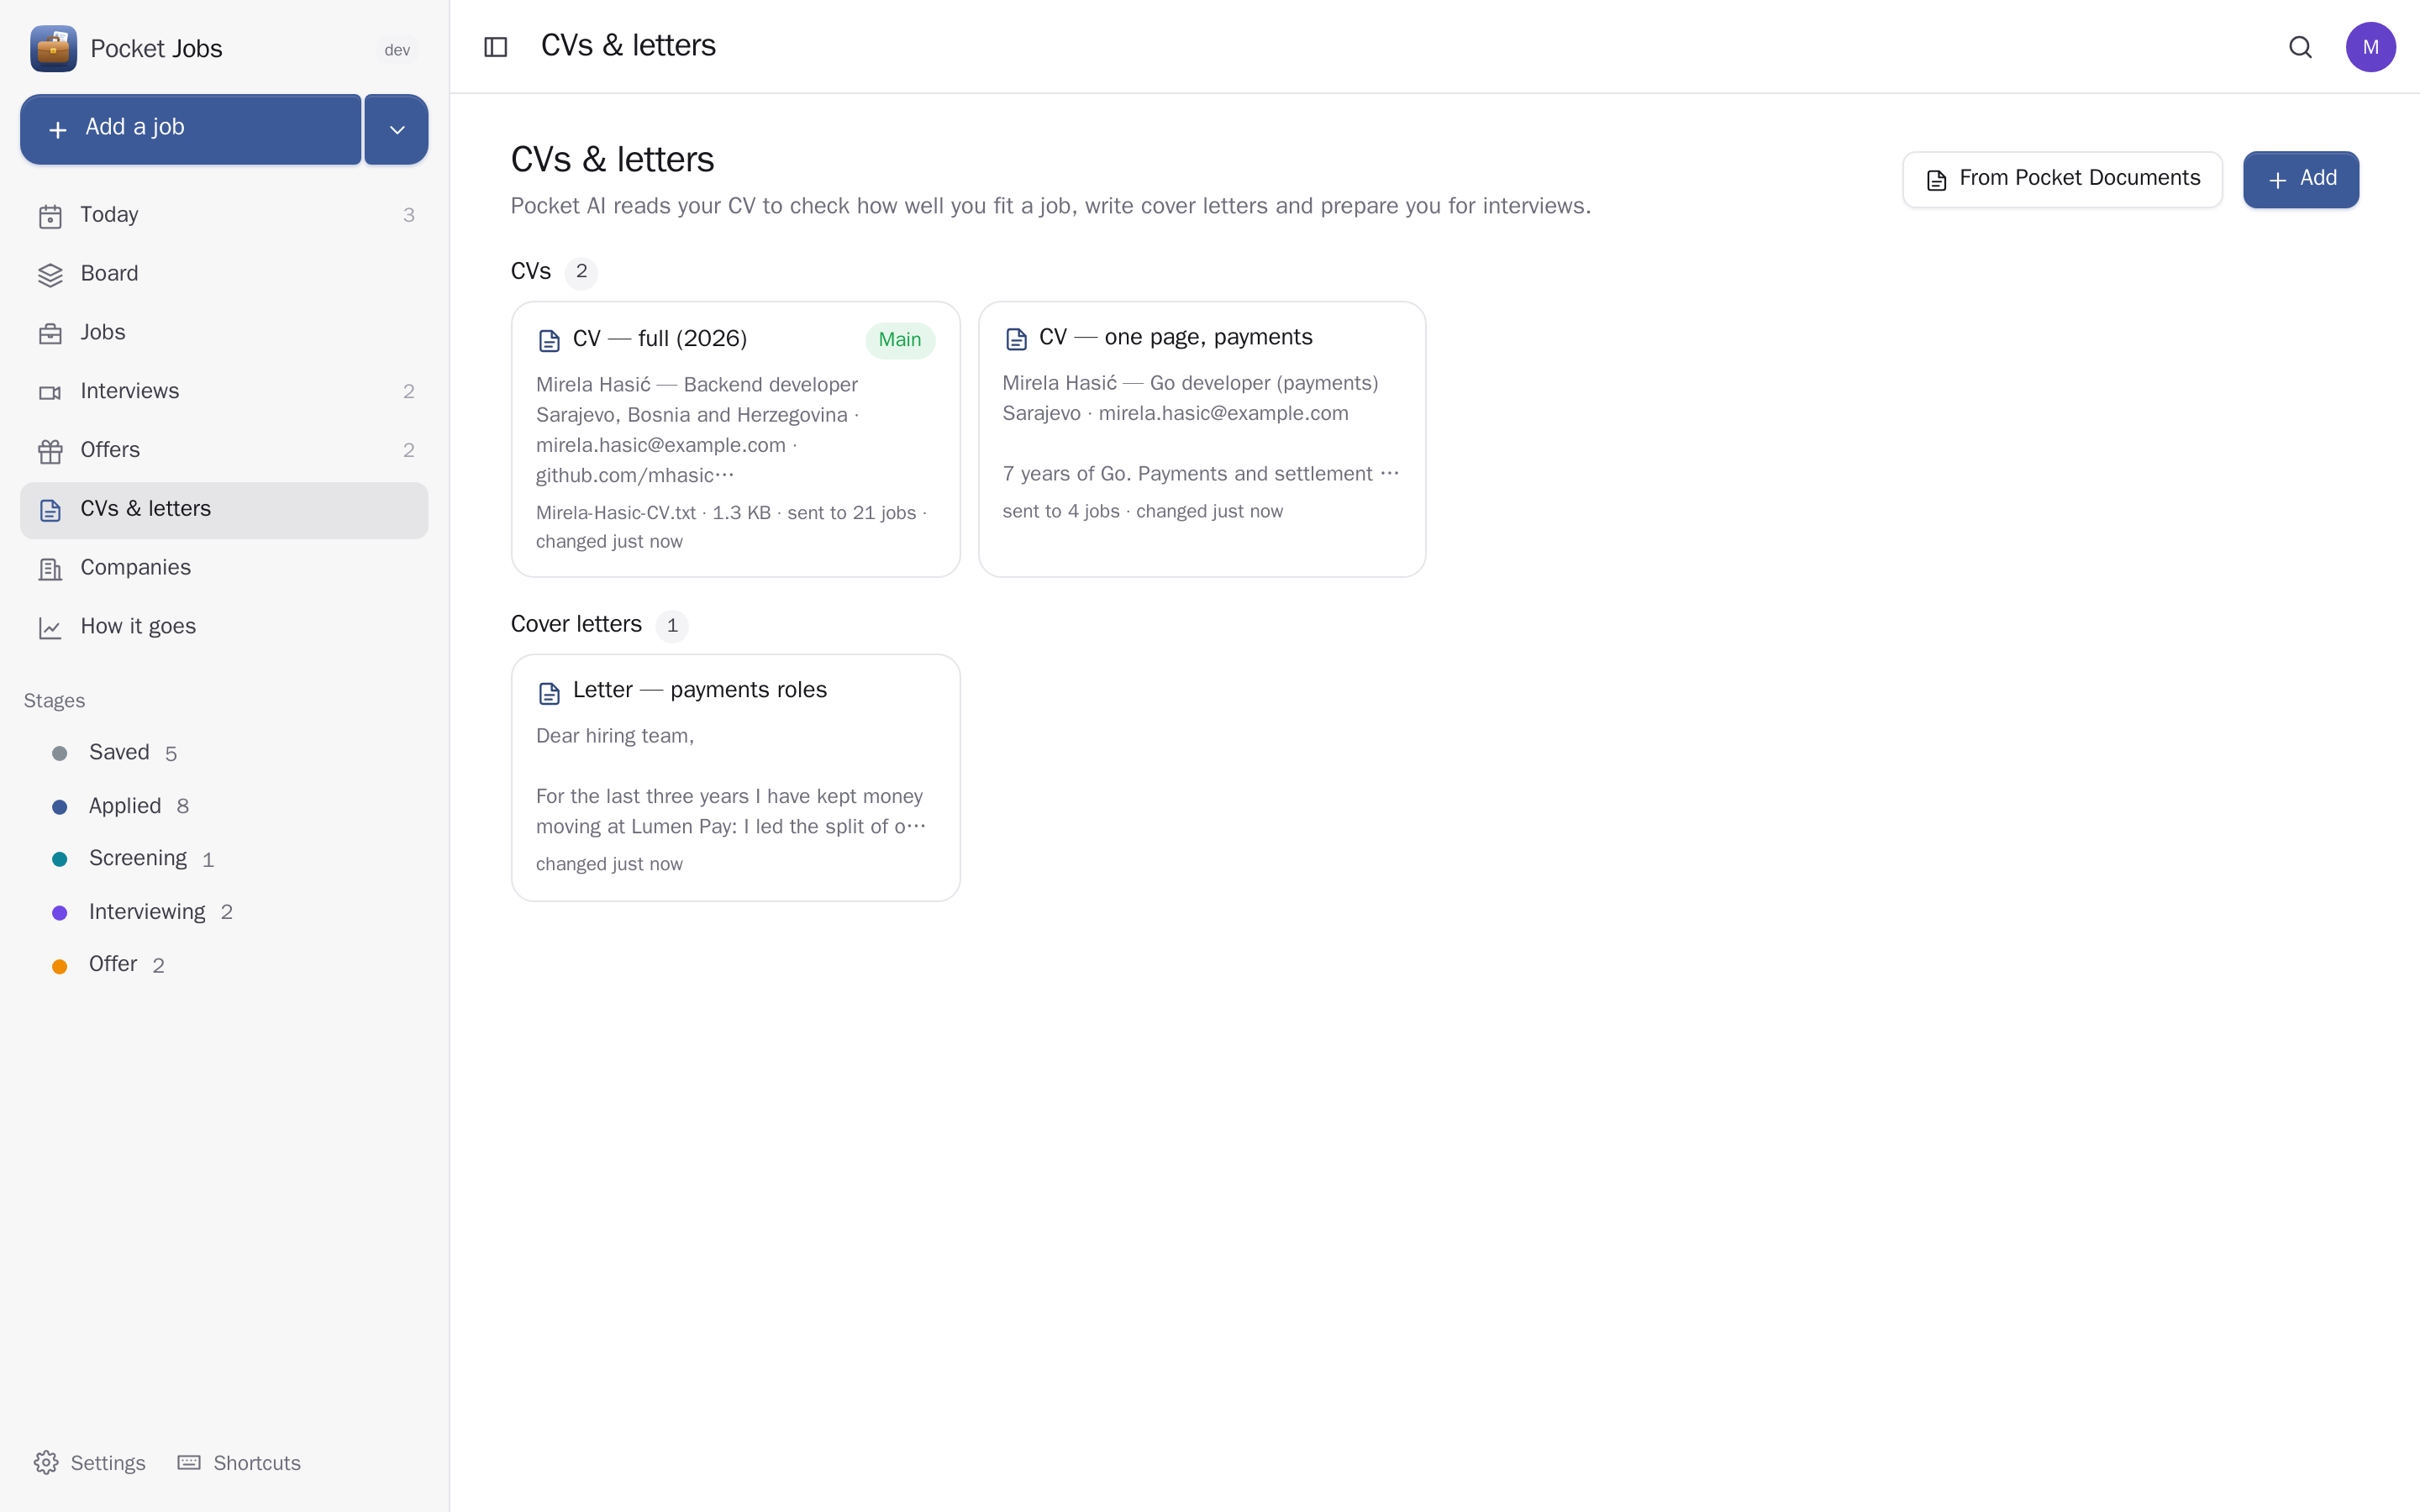 Pocket Jobs
dev
Add a job
Today 3
Board
Jobs
Interviews 2
Offers 2
CVs & letters
Companies
How it goes
Stages
Saved 5
Applied 8
Screening 1
Interviewing 2
Offer 2
Settings
Shortcuts
CVs & letters
M
CVs & letters
Pocket AI reads your CV to check how well you fit a job, write cover letters and prepare you for interviews.
From Pocket Documents
Add
CVs 2
CV — full (2026)
Main
Mirela Hasić — Backend developer
Sarajevo, Bosnia and Herzegovina ·
mirela.hasic@example.com ·
github.com/mhasic…
Mirela-Hasic-CV.txt · 1.3 KB · sent to 21 jobs ·
changed just now
CV — one page, payments
Mirela Hasić — Go developer (payments)
Sarajevo · mirela.hasic@example.com
7 years of Go. Payments and settlement …
sent to 4 jobs · changed just now
Cover letters 1
Letter — payments roles
Dear hiring team,
For the last three years I have kept money
moving at Lumen Pay: I led the split of o…
changed just now